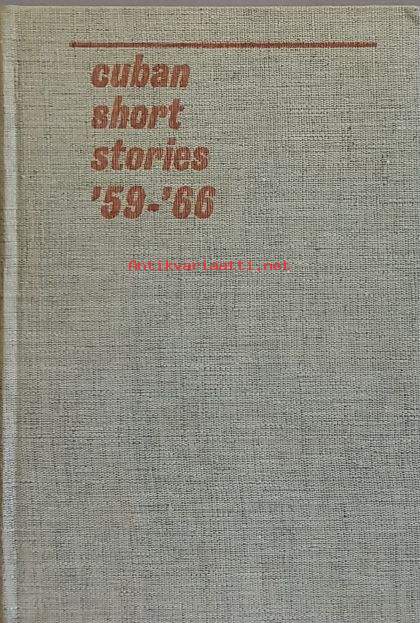 cuban
short
stories
'59-'66
Antikvariaatti.net